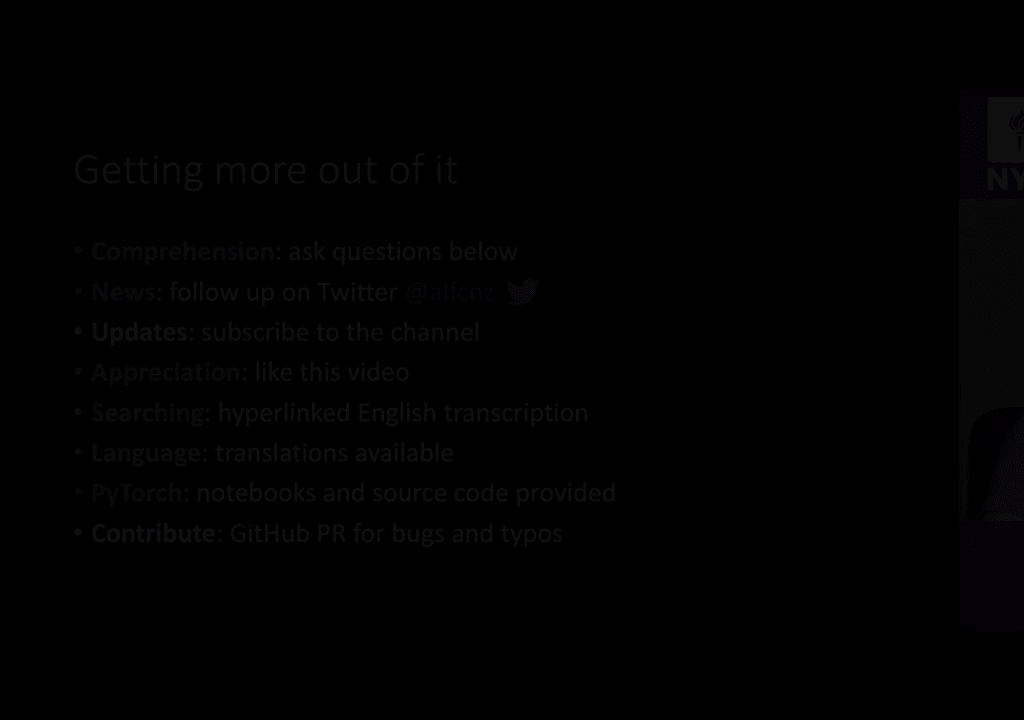 Getting more out of it
• Comprehension: ask questions below
• News: follow up on Twitter @alfcnz
• Updates: subscribe to the channel
• Appreciation: like this video
• Searching: hyperlinked English transcription
• Language: translations available
• PyTorch: notebooks and source code provided
• Contribute: GitHub PR for bugs and typos
NY